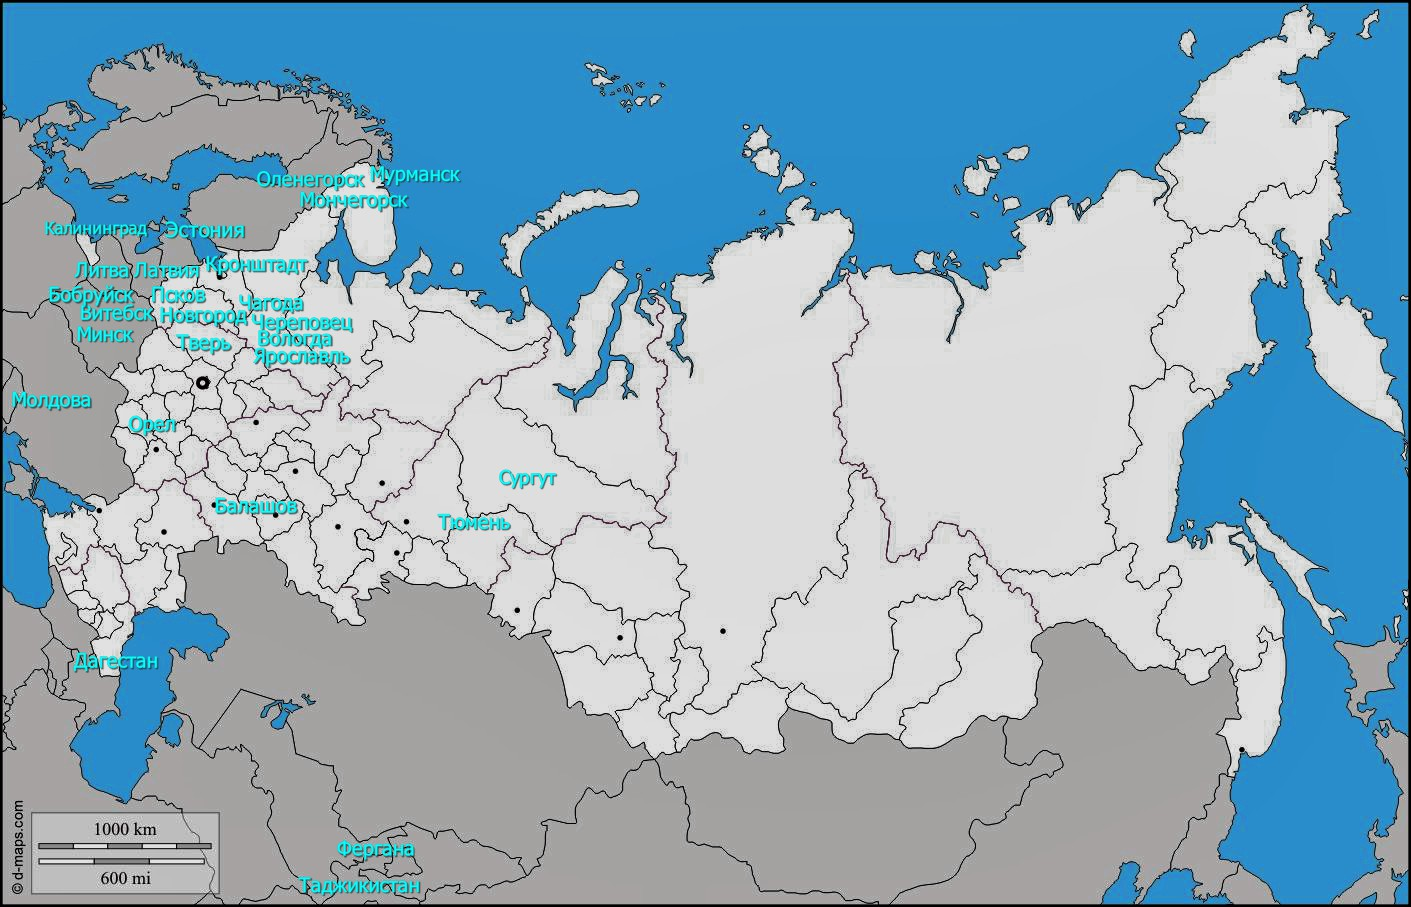 Оленегорск
Мурманск
Мончегорск
Калининград
Эстония
Литва
Латвия
Кронштадт
Бобруйск
Псков
Чагода
Витебск
Новгород
Череповец
Минск
Вологда
Тверь
Ярославль
Молдова
Орел
Сургут
Балашов
Тюмень
Дагестан
Фергана
Таджикистан
1000 km
600 mi
© d-maps.com